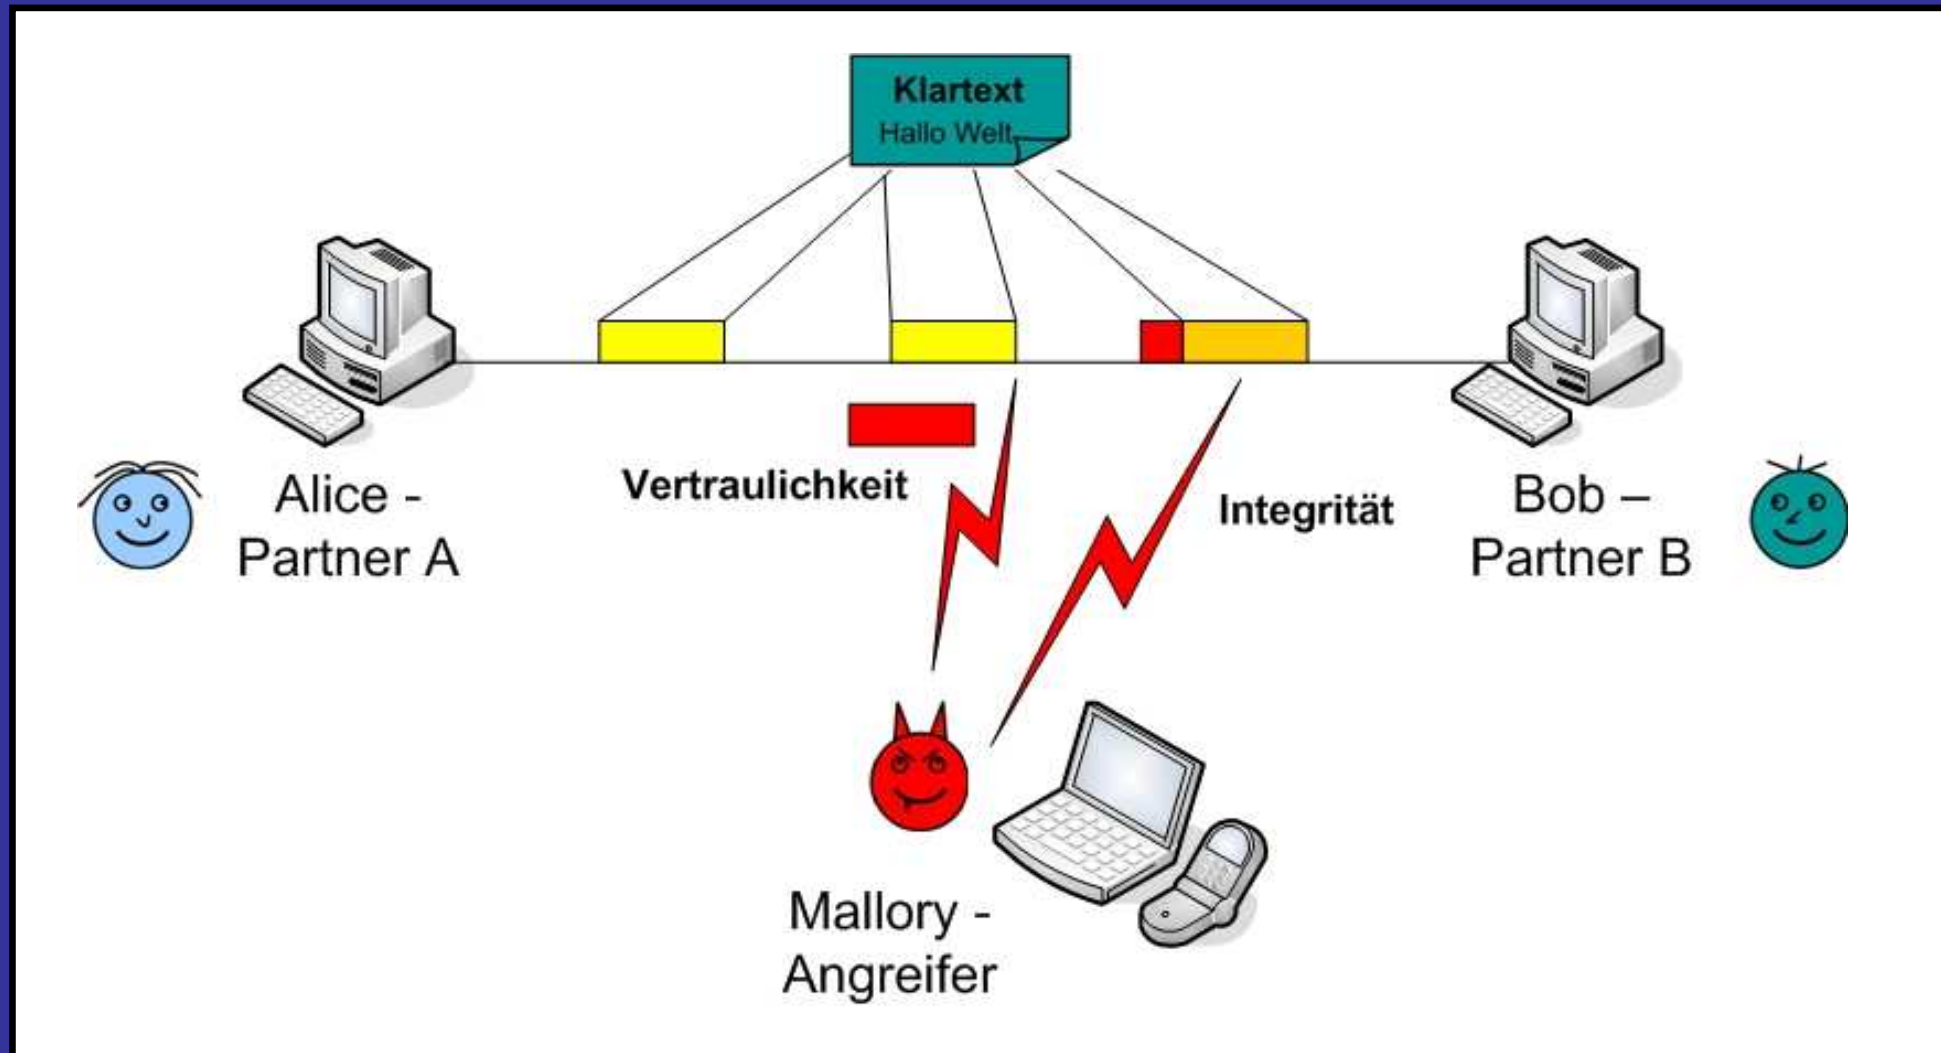 Klartext
Hallo Welt
Alice -
Partner A
Vertraulichkeit
Integrität
Bob –
Partner B
Mallory -
Angreifer